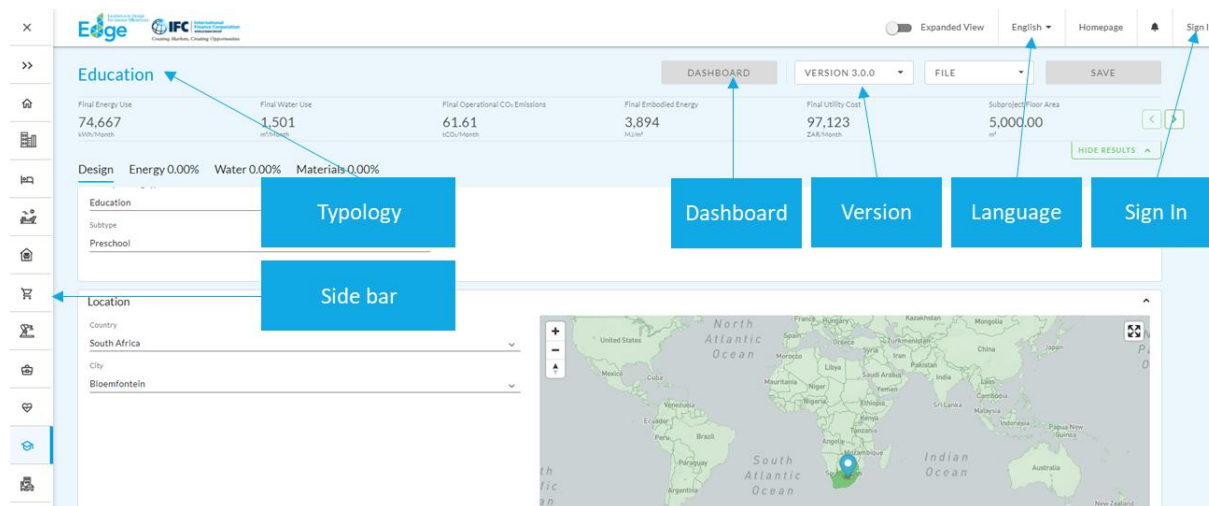 Edge
IFC International Finance Corporation
WORLD BANK GROUP
Creating Markets, Creating Opportunities
Expanded View
English
Homepage
Sign I
Education
DASHBOARD
VERSION 3.0.0
FILE
SAVE
Final Energy Use
Final Water Use
Final Operational CO₂ Emissions
Final Embodied Energy
Final Utility Cost
Subproject Floor Area
74,667
1,501
61.61
3,894
97,123
5,000.00
kWh/Month
m³/Month
tCO₂/Month
MJ/m²
ZAR/Month
m²
HIDE RESULTS
Design
Energy 0.00%
Water 0.00%
Materials 0.00%
Typology
Dashboard
Version
Language
Sign In
Education
Subtype
Preschool
Side bar
Location
Country
South Africa
City
Bloemfontein
North
Atlantic
Ocean
United States
Mexico
Cuba
Venezuela
Ecuador
Peru
Brazil
Paraguay
Argentina
France
Hungary
Spain
Greece
Morocco
Syria
Turkmenistan
Kazakhstan
Mongolia
China
Japan
Iran
Pakistan
Libya
Saudi Arabia
India
Laos
Mauritania
Niger
Yemen
Cambodia
Nigeria
Ethiopia
Sri Lanka
Malaysia
Kenya
Indonesia
Papua New
Guinea
Tanzania
Angola
Mozambique
South
Atlantic
Ocean
Indian
Ocean
Australia
New Zealand